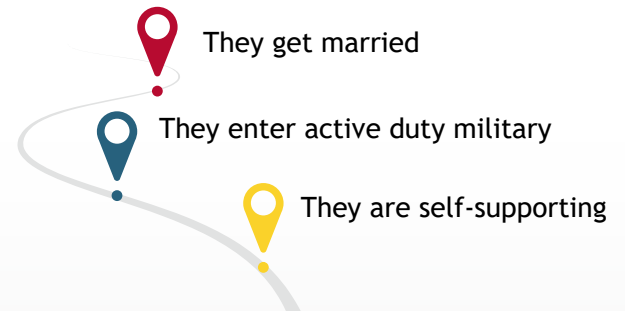 They get married
They enter active duty military
They are self-supporting